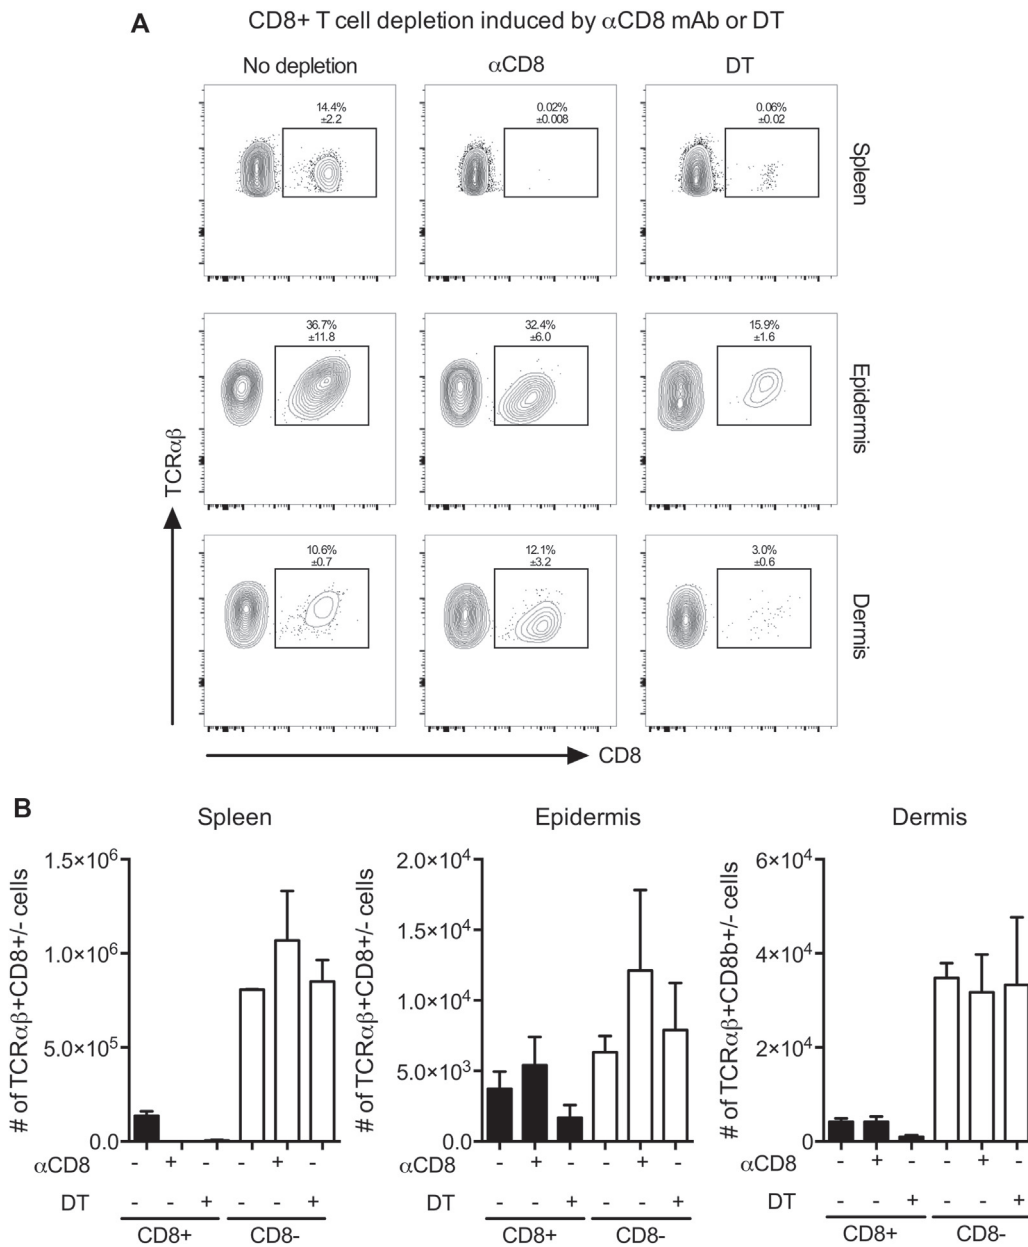 A
CD8+ T cell depletion induced by αCD8 mAb or DT
No depletion
αCD8
DT
14.4%
±2.2
0.02%
±0.008
0.06%
±0.02
Spleen
36.7%
±11.8
32.4%
±6.0
15.9%
±1.6
Epidermis
10.6%
±0.7
12.1%
±3.2
3.0%
±0.6
Dermis
TCRαβ
CD8
B
Spleen
# of TCRαβ+CD8+/- cells
1.5×10⁶
1.0×10⁶
5.0×10⁵
0.0
αCD8 - + - - + -
DT - - + - - +
CD8+ CD8-
Epidermis
# of TCRαβ+CD8+/- cells
2.0×10⁴
1.5×10⁴
1.0×10⁴
5.0×10³
0.0
- + - - + -
- - + - - +
CD8+ CD8-
Dermis
# of TCRαβ+CD8b+/- cells
6×10⁴
4×10⁴
2×10⁴
0
αCD8 - + - - + -
DT - - + - - +
CD8+ CD8-